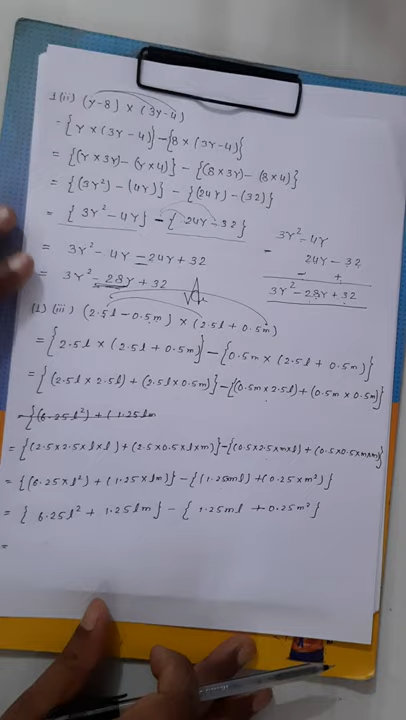 1 (ii) (y-8) × (3y-4)
= {y × (3y-4)} - {8 × (3y-4)}
= {(y × 3y) - (y × 4)} - {(8 × 3y) - (8 × 4)}
= {(3y²) - (4y)} - {(24y) - (32)}
= {3y² - 4y} - {24y - 32}
= 3y² - 4y - 24y + 32
= 3y² - 28y + 32
3y² - 4y
- 24y - 32
- +
3y² - 28y + 32
(1) (iii) (2.5l - 0.5m) × (2.5l + 0.5m)
= {2.5l × (2.5l + 0.5m)} - {0.5m × (2.5l + 0.5m)}
= {(2.5l × 2.5l) + (2.5l × 0.5m)} - {(0.5m × 2.5l) + (0.5m × 0.5m)}
{(6.25l²) + (1.25lm
= {(2.5 × 2.5 × l × l) + (2.5 × 0.5 × l × m)} - {(0.5 × 2.5 × m × l) + (0.5 × 0.5 × m × m)}
= {(6.25 × l²) + (1.25 × lm)} - {(1.25ml) + (0.25 × m²)}
= {6.25l² + 1.25lm} - {1.25ml + 0.25m²}
=